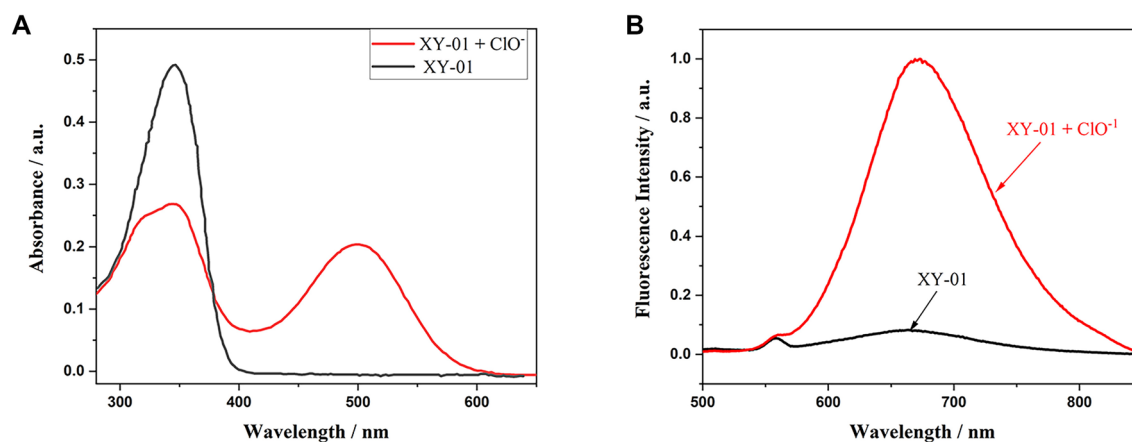 A
XY-01 + ClO⁻
XY-01
0.5
0.4
0.3
0.2
0.1
0.0
Absorbance / a.u.
300 400 500 600
Wavelength / nm
B
1.0
0.8
0.6
0.4
0.2
0.0
Fluorescence Intensity / a.u.
XY-01 + ClO⁻¹
XY-01
500 600 700 800
Wavelength / nm